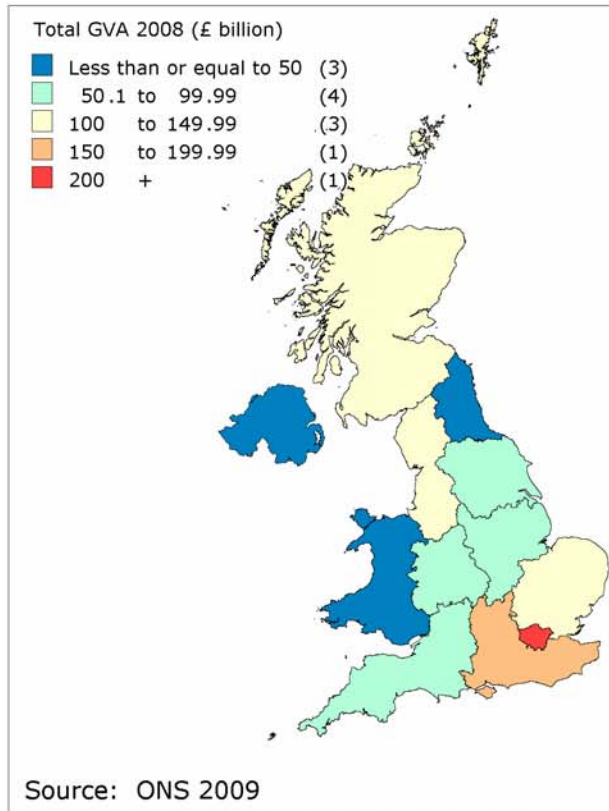 Total GVA 2008 (£ billion)
Less than or equal to 50 (3)
50.1 to 99.99 (4)
100 to 149.99 (3)
150 to 199.99 (1)
200 + (1)
Source: ONS 2009